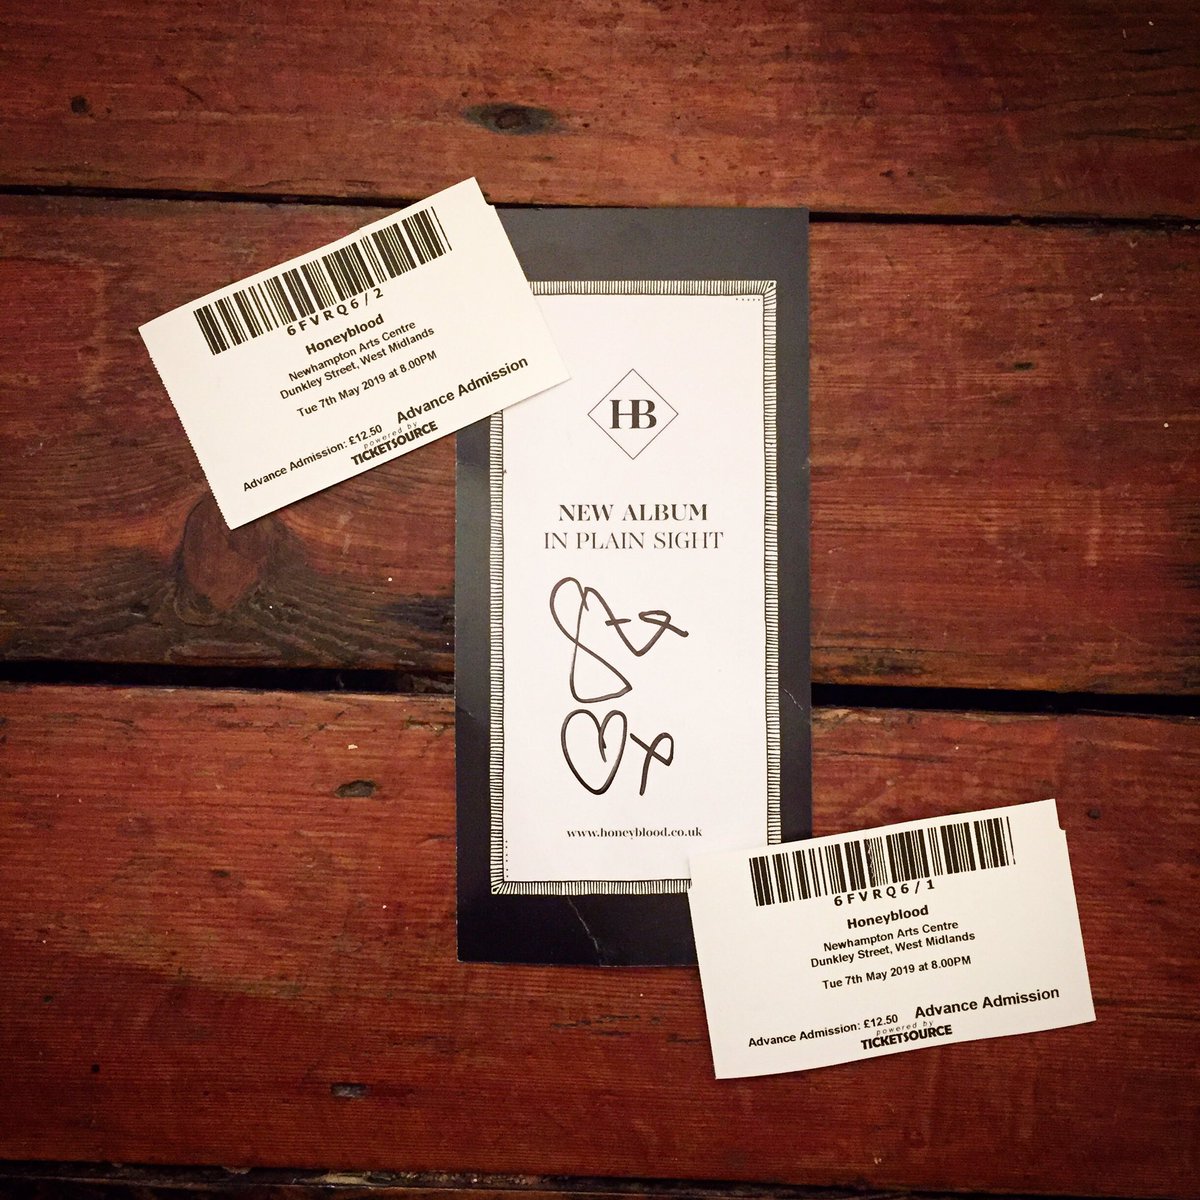 6FVRQ6/2
Honeyblood
Newhampton Arts Centre
Dunkley Street, West Midlands
Tue 7th May 2019 at 8.00PM
Advance Admission: £12.50 Advance Admission
powered by
TICKETSOURCE
HB
NEW ALBUM
IN PLAIN SIGHT
www.honeyblood.co.uk
6FVRQ6/1
Honeyblood
Newhampton Arts Centre
Dunkley Street, West Midlands
Tue 7th May 2019 at 8.00PM
Advance Admission: £12.50 Advance Admission
powered by
TICKETSOURCE